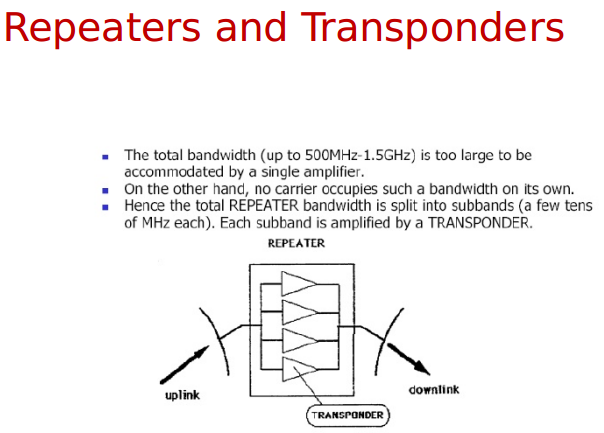 Repeaters and Transponders
The total bandwidth (up to 500MHz-1.5GHz) is too large to be
accommodated by a single amplifier.
On the other hand, no carrier occupies such a bandwidth on its own.
Hence the total REPEATER bandwidth is split into subbands (a few tens
of MHz each). Each subband is amplified by a TRANSPONDER.
REPEATER
uplink
downlink
TRANSPONDER